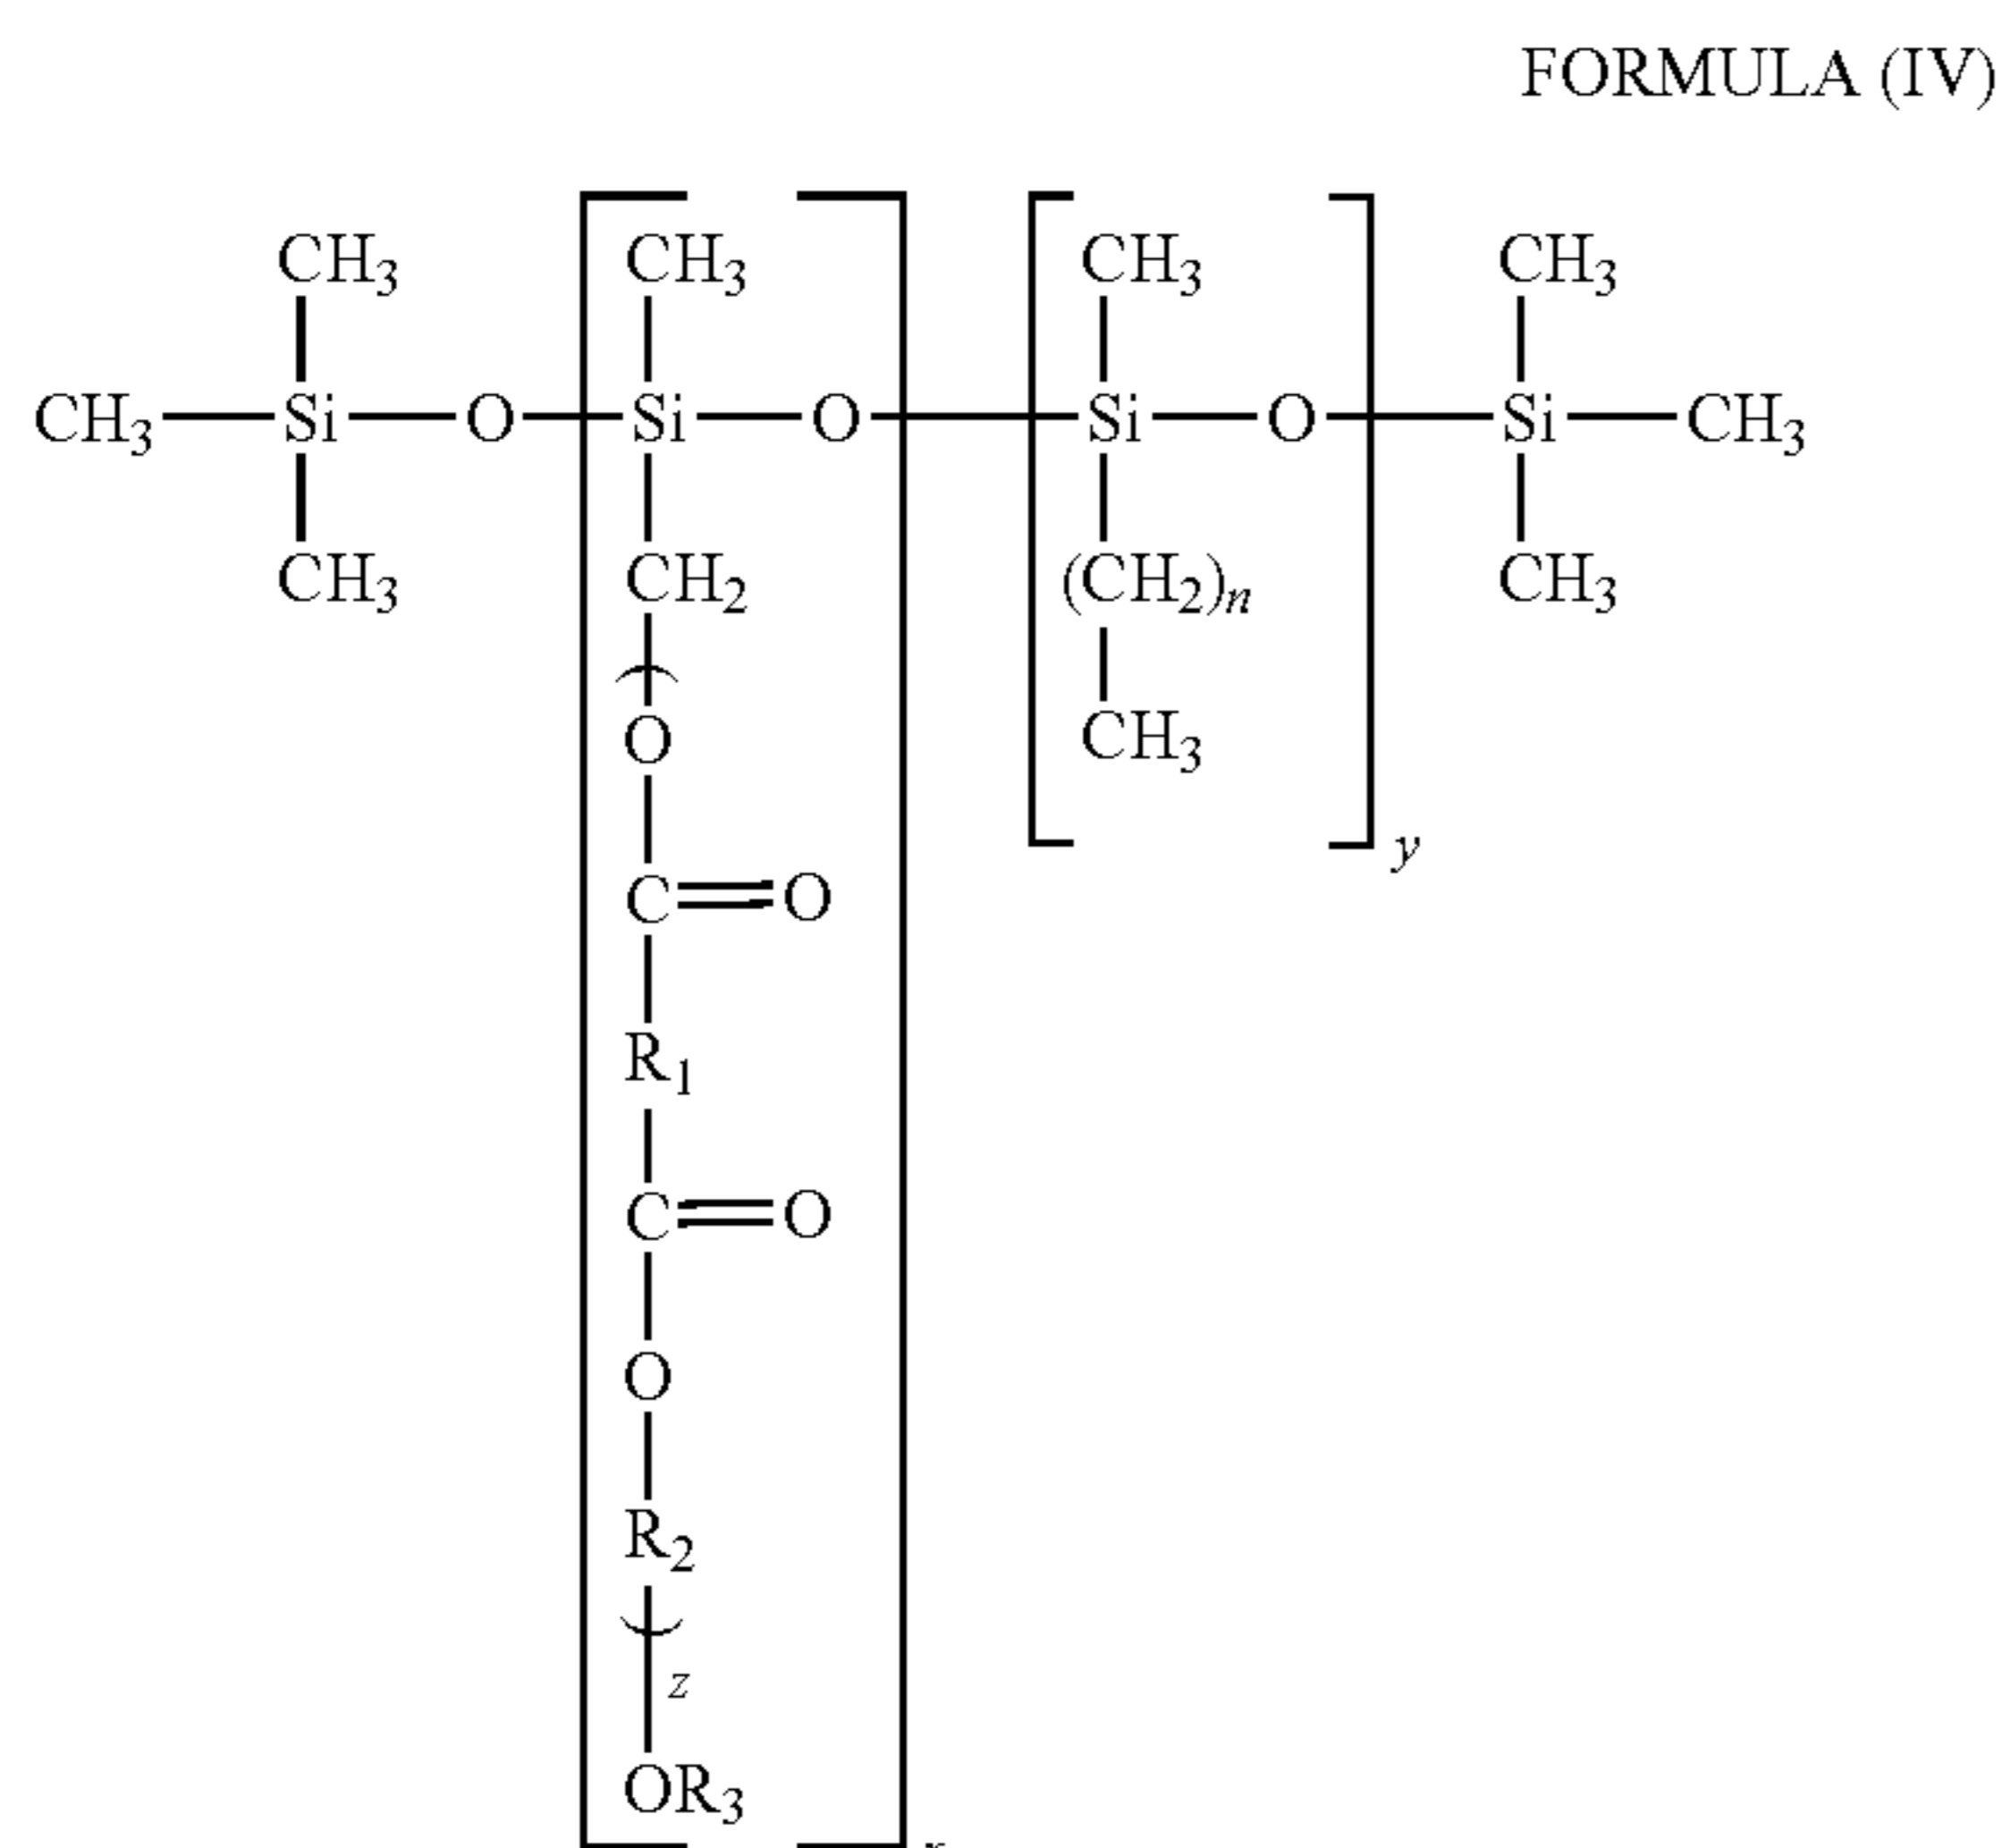 FORMULA (IV)
CH₃ CH₃ CH₃ CH₃
CH₃—Si—O—Si—O—Si—O—Si—CH₃
CH₃ CH₂ (CH₂)n CH₃
O CH₃
y
C=O
R₁
C=O
O
R₂
z
OR₃